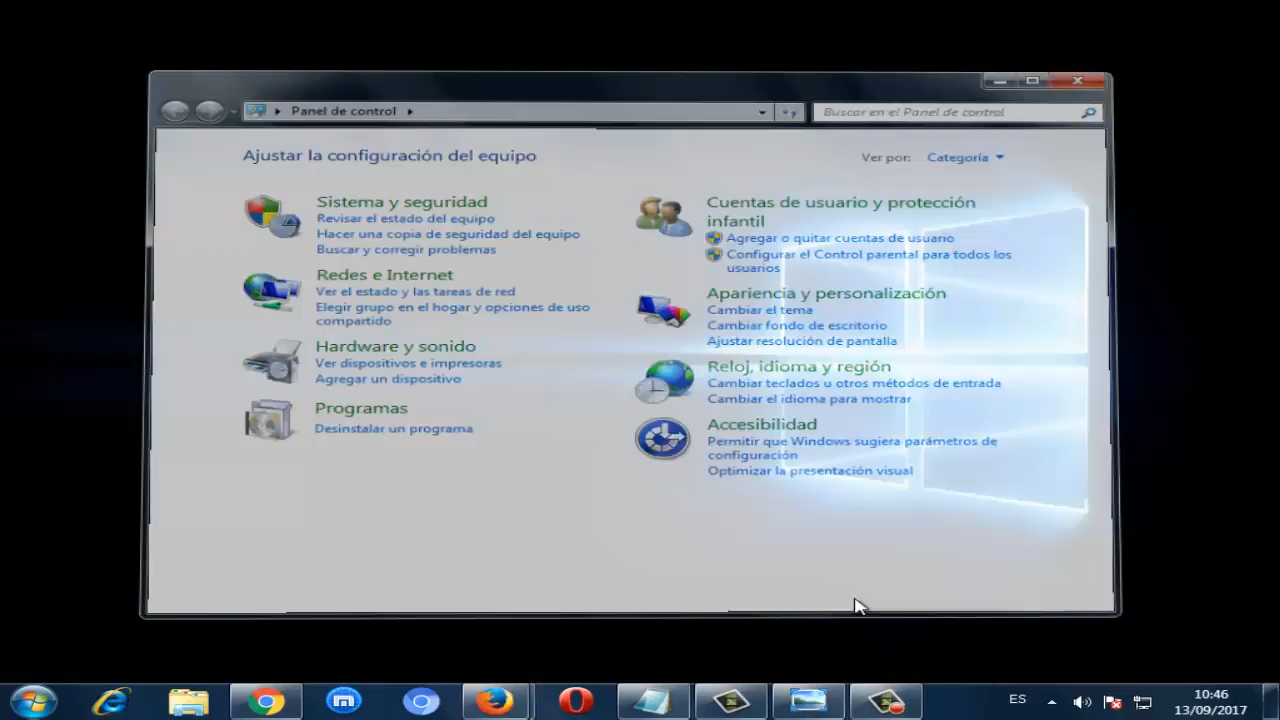 Panel de control
Buscar en el Panel de control
Ajustar la configuración del equipo
Ver por: Categoría
Sistema y seguridad
Revisar el estado del equipo
Hacer una copia de seguridad del equipo
Buscar y corregir problemas
Redes e Internet
Ver el estado y las tareas de red
Elegir grupo en el hogar y opciones de uso
compartido
Hardware y sonido
Ver dispositivos e impresoras
Agregar un dispositivo
Programas
Desinstalar un programa
Cuentas de usuario y protección
infantil
Agregar o quitar cuentas de usuario
Configurar el Control parental para todos los
usuarios
Apariencia y personalización
Cambiar el tema
Cambiar fondo de escritorio
Ajustar resolución de pantalla
Reloj, idioma y región
Cambiar teclados u otros métodos de entrada
Cambiar el idioma para mostrar
Accesibilidad
Permitir que Windows sugiera parámetros de
configuración
Optimizar la presentación visual
ES
10:46
13/09/2017